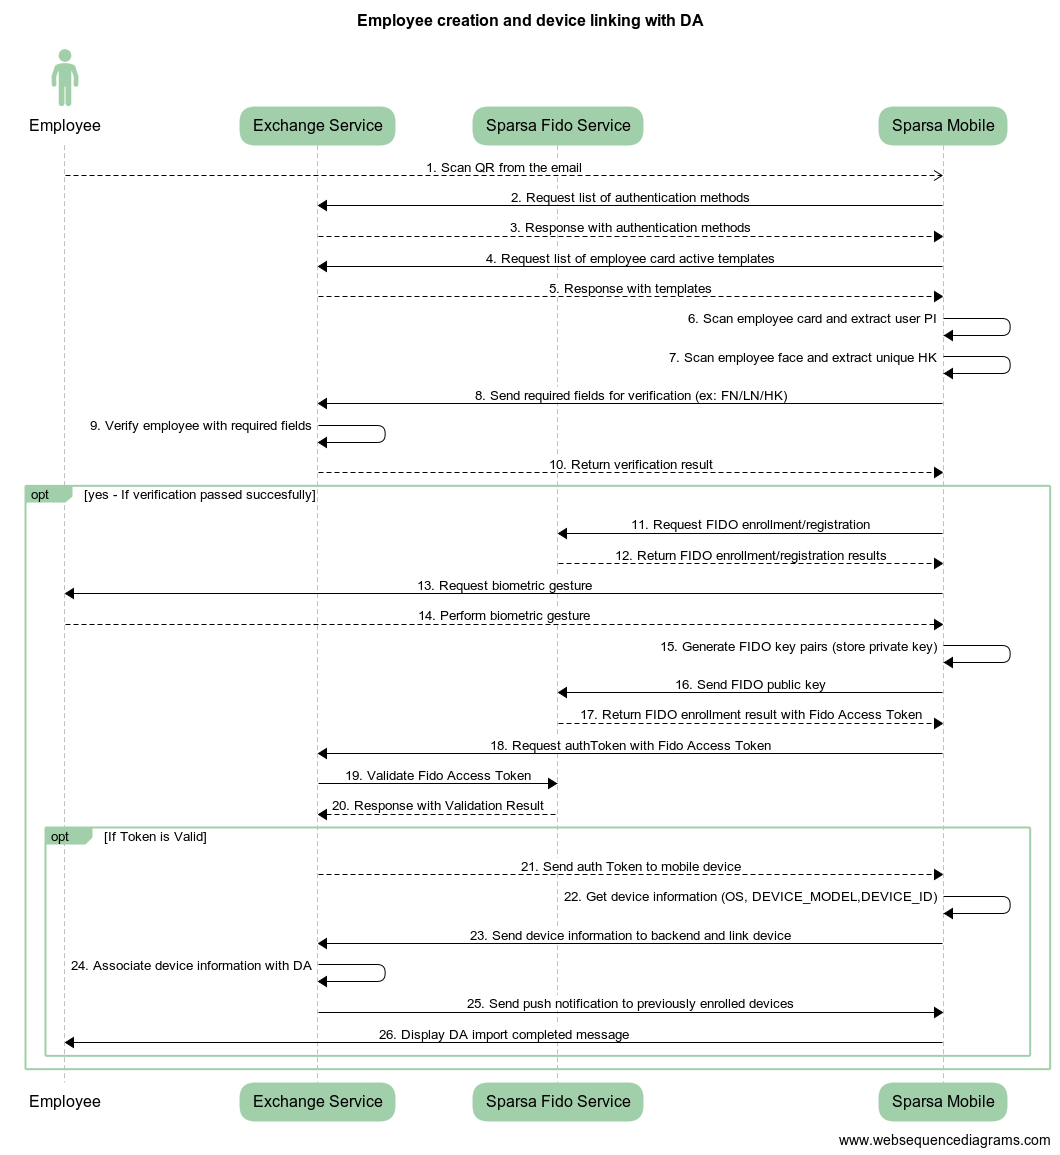 Employee creation and device linking with DA
Employee
Exchange Service
Sparsa Fido Service
Sparsa Mobile
1. Scan QR from the email
2. Request list of authentication methods
3. Response with authentication methods
4. Request list of employee card active templates
5. Response with templates
6. Scan employee card and extract user PI
7. Scan employee face and extract unique HK
8. Send required fields for verification (ex: FN/LN/HK)
9. Verify employee with required fields
10. Return verification result
opt [yes - If verification passed succesfully]
11. Request FIDO enrollment/registration
12. Return FIDO enrollment/registration results
13. Request biometric gesture
14. Perform biometric gesture
15. Generate FIDO key pairs (store private key)
16. Send FIDO public key
17. Return FIDO enrollment result with Fido Access Token
18. Request authToken with Fido Access Token
19. Validate Fido Access Token
20. Response with Validation Result
opt [If Token is Valid]
21. Send auth Token to mobile device
22. Get device information (OS, DEVICE_MODEL,DEVICE_ID)
23. Send device information to backend and link device
24. Associate device information with DA
25. Send push notification to previously enrolled devices
26. Display DA import completed message
Employee
Exchange Service
Sparsa Fido Service
Sparsa Mobile
www.websequencediagrams.com